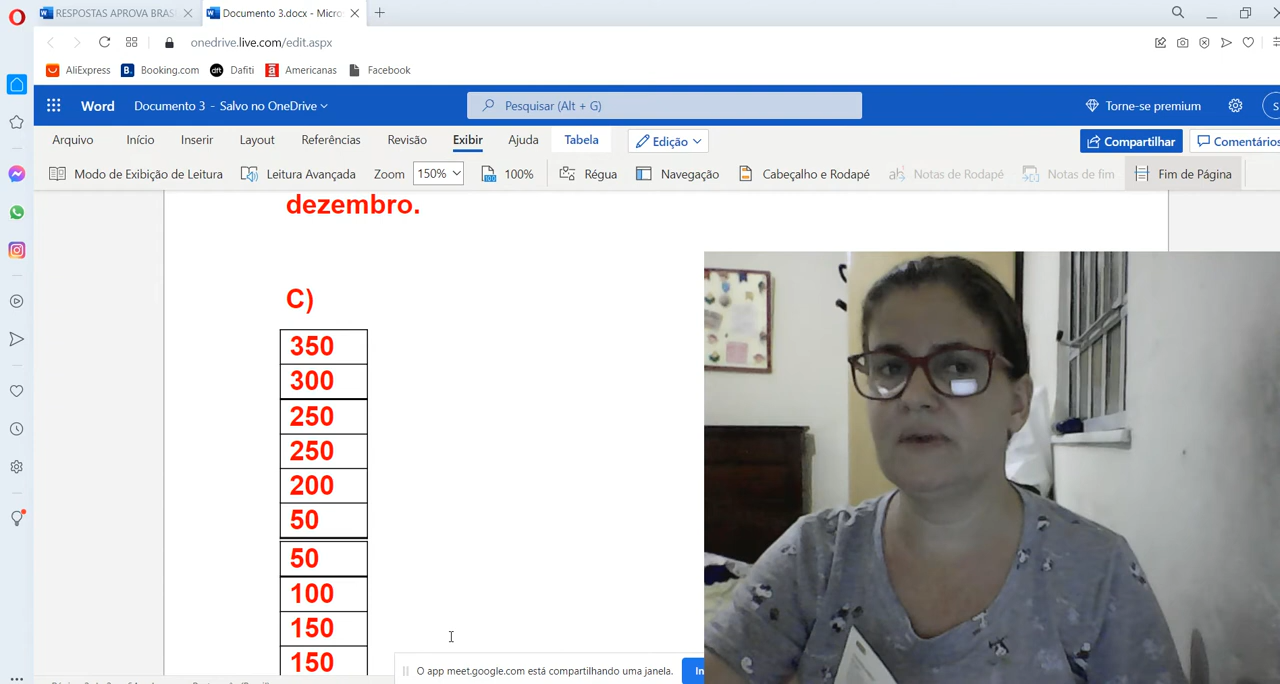 RESPOSTAS APROVA BRAS
Documento 3.docx - Micro
onedrive.live.com/edit.aspx
AliExpress
Booking.com
Dafiti
Americanas
Facebook
Word
Documento 3 - Salvo no OneDrive
Pesquisar (Alt + G)
Torne-se premium
Arquivo
Início
Inserir
Layout
Referências
Revisão
Exibir
Ajuda
Tabela
Edição
Compartilhar
Comentários
Modo de Exibição de Leitura
Leitura Avançada
Zoom
150%
100%
Régua
Navegação
Cabeçalho e Rodapé
Notas de Rodapé
Notas de fim
Fim de Página
dezembro.
C)
350
300
250
250
200
50
50
100
150
150
O app meet.google.com está compartilhando uma janela.